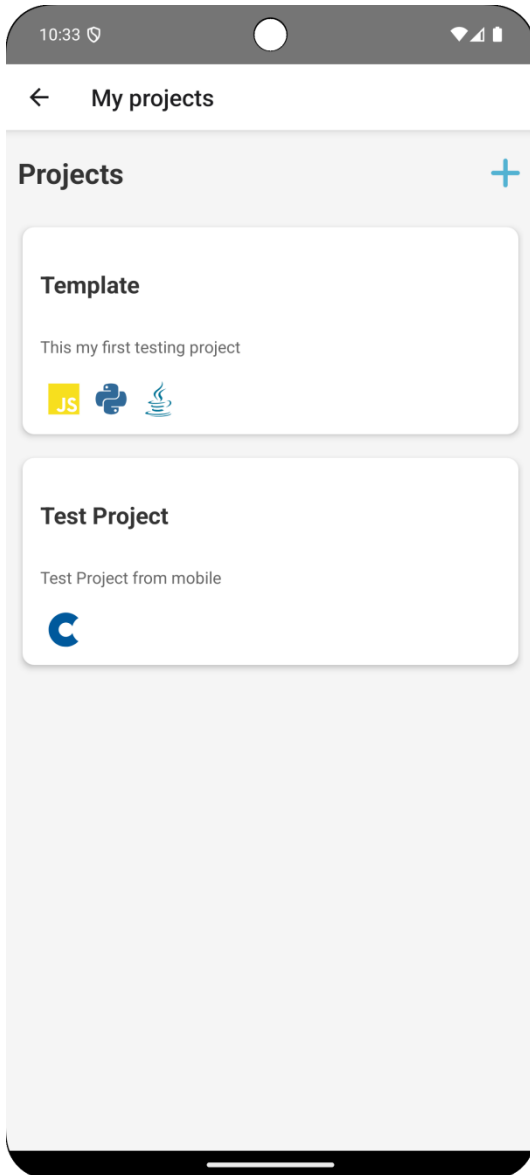 10:33
My projects
Projects
Template
This my first testing project
JS
Test Project
Test Project from mobile
C